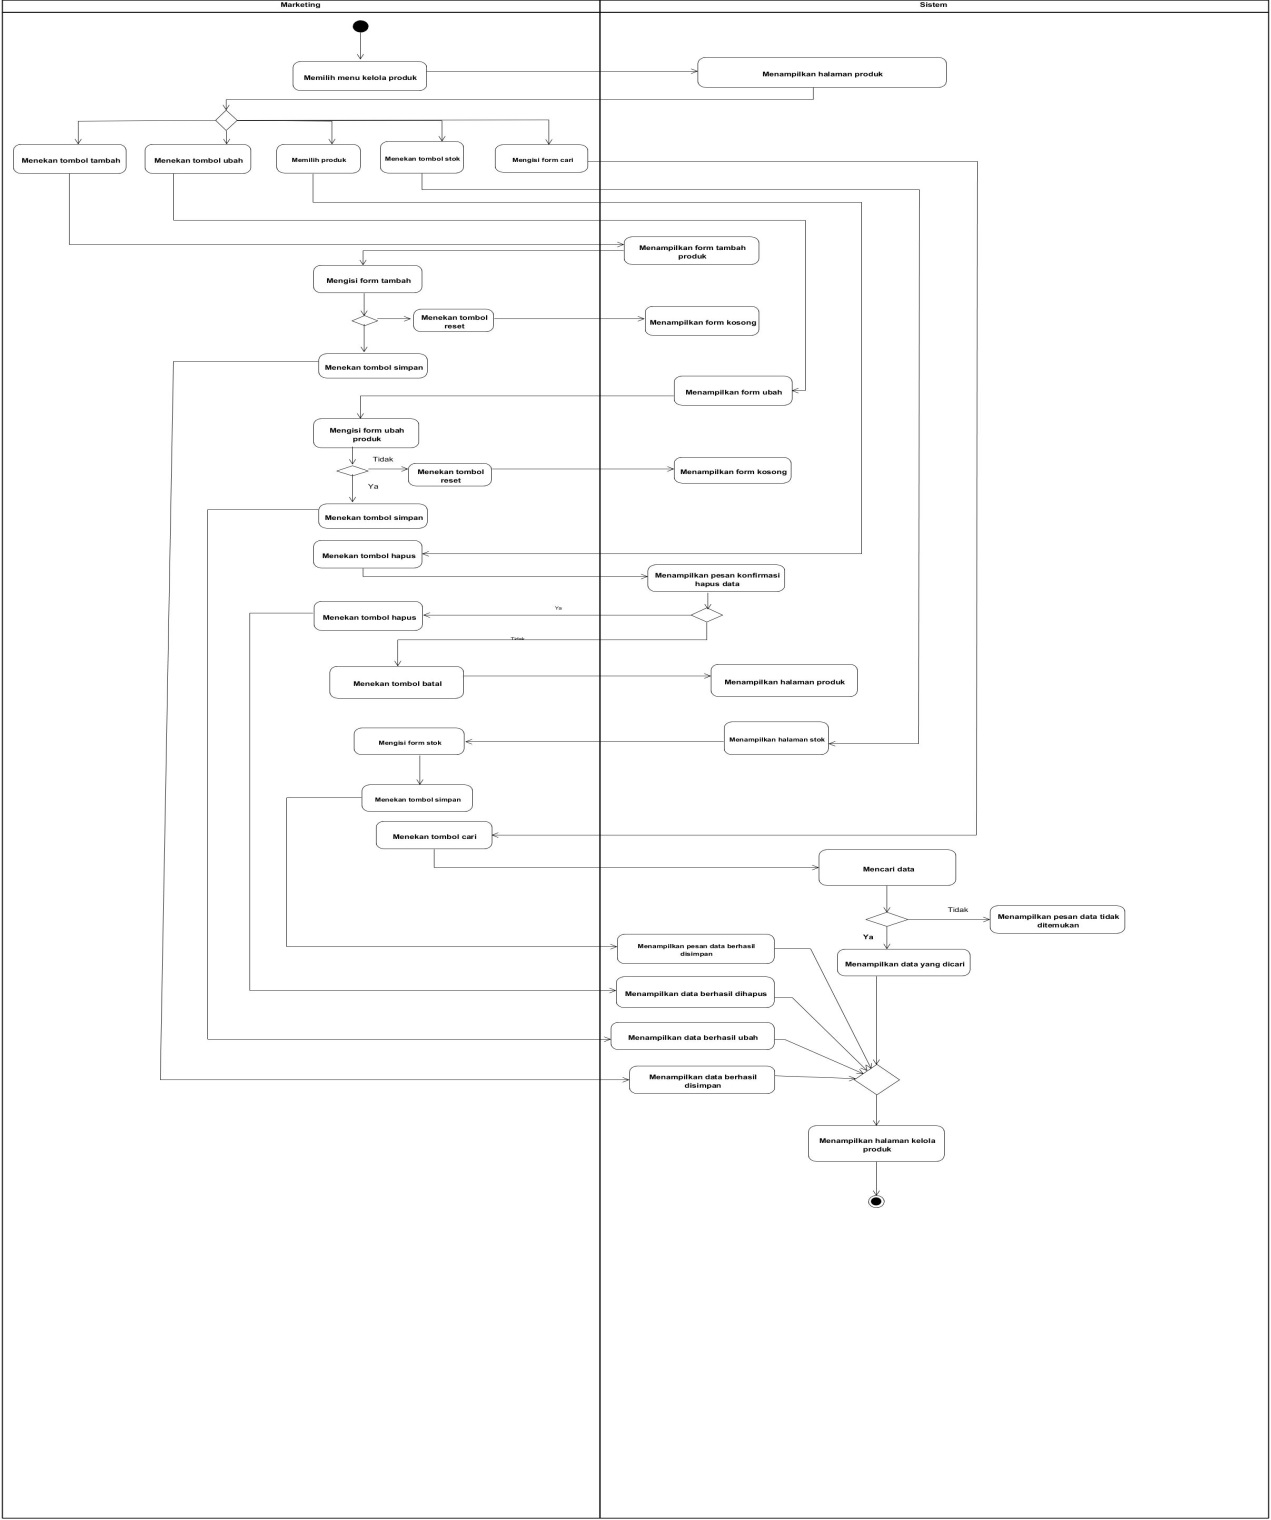 Marketing
Sistem
Memilih menu kelola produk
Menampilkan halaman produk
Menekan tombol tambah
Menekan tombol ubah
Memilih produk
Menekan tombol stok
Mengisi form cari
Menampilkan form tambah
produk
Mengisi form tambah
Menekan tombol
reset
Menampilkan form kosong
Menekan tombol simpan
Menampilkan form ubah
Mengisi form ubah
produk
Tidak
Menekan tombol
reset
Menampilkan form kosong
Ya
Menekan tombol simpan
Menekan tombol hapus
Menampilkan pesan konfirmasi
hapus data
Ya
Menekan tombol hapus
Tidak
Menekan tombol batal
Menampilkan halaman produk
Mengisi form stok
Menampilkan halaman stok
Menekan tombol simpan
Menekan tombol cari
Mencari data
Tidak
Menampilkan pesan data tidak
ditemukan
Ya
Menampilkan pesan data berhasil
disimpan
Menampilkan data yang dicari
Menampilkan data berhasil dihapus
Menampilkan data berhasil ubah
Menampilkan data berhasil
disimpan
Menampilkan halaman kelola
produk